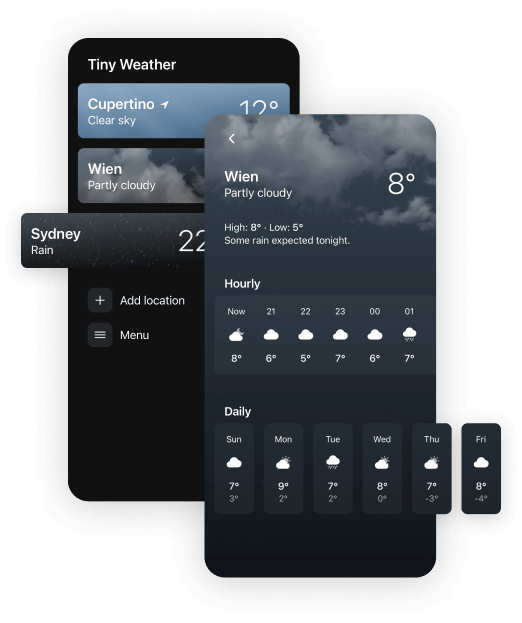 Tiny Weather
Cupertino 12°
Clear sky
Wien
Partly cloudy
Sydney 22
Rain
Add location
Menu
Wien 8°
Partly cloudy
High: 8° · Low: 5°
Some rain expected tonight.
Hourly
Now 21 22 23 00 01
8° 6° 5° 7° 6° 7°
Daily
Sun Mon Tue Wed Thu Fri
7° 9° 7° 8° 7° 8°
3° 2° 2° 0° -3° -4°